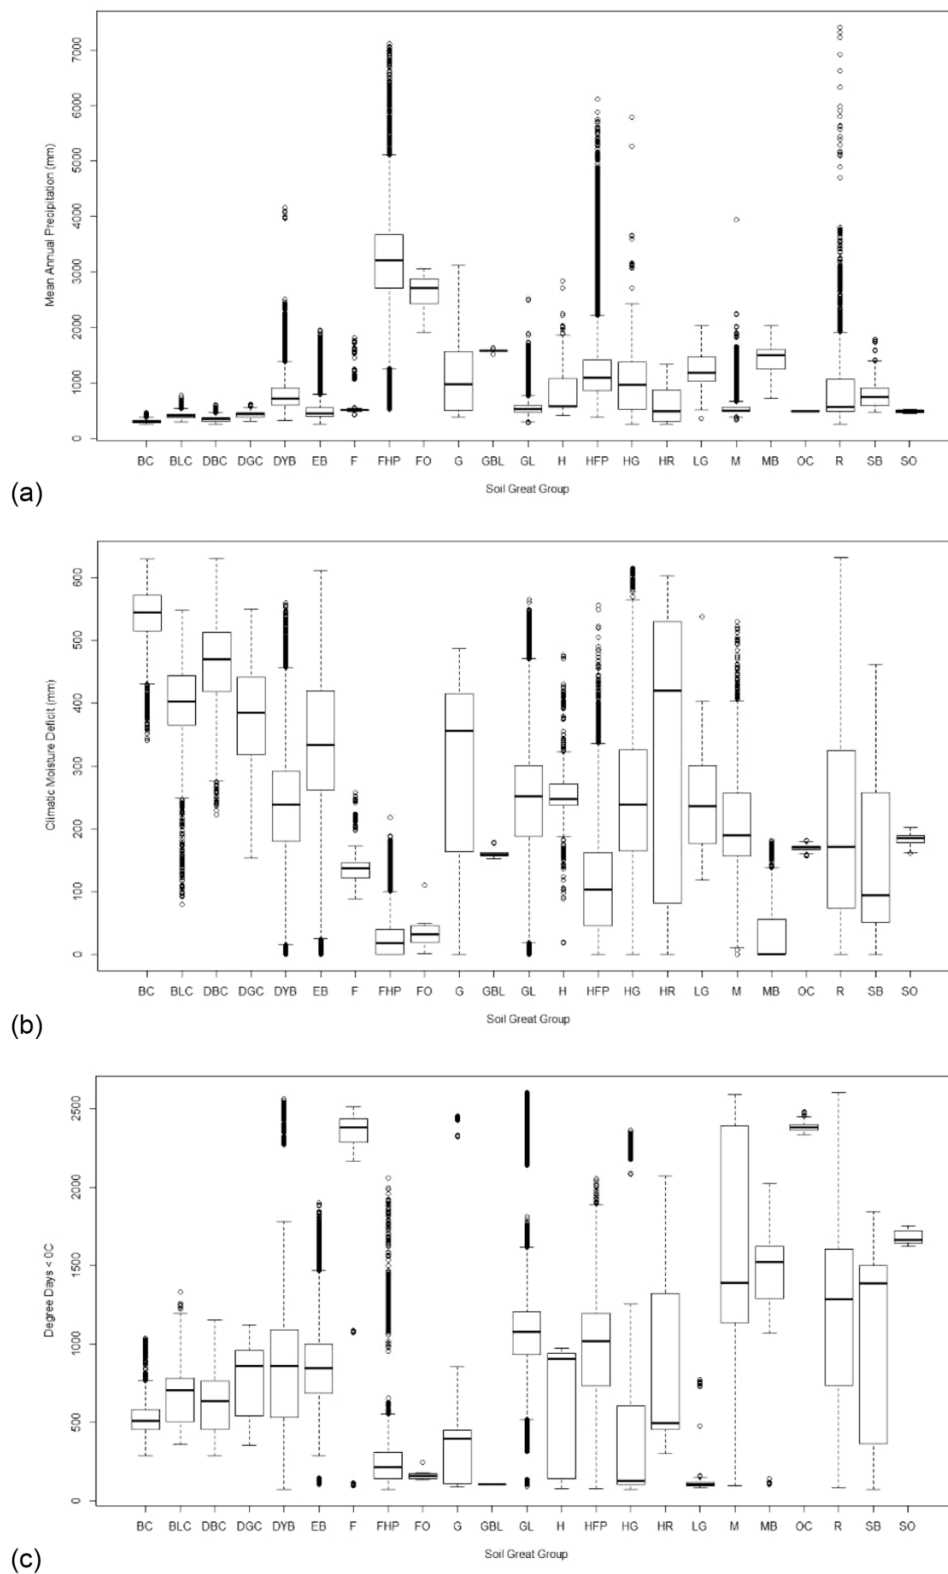 Mean Annual Precipitation (mm)
7000
6000
5000
4000
3000
2000
1000
0
BC BLC DBC DGC DYB EB F FHP FO G GBL GL H HFP HG HR LG M MB OC R SB SO
Soil Great Group
(a)
Climatic Moisture Deficit (mm)
600
500
400
300
200
100
0
BC BLC DBC DGC DYB EB F FHP FO G GBL GL H HFP HG HR LG M MB OC R SB SO
Soil Great Group
(b)
Degree Days < 0C
2500
2000
1500
1000
500
0
BC BLC DBC DGC DYB EB F FHP FO G GBL GL H HFP HG HR LG M MB OC R SB SO
Soil Great Group
(c)